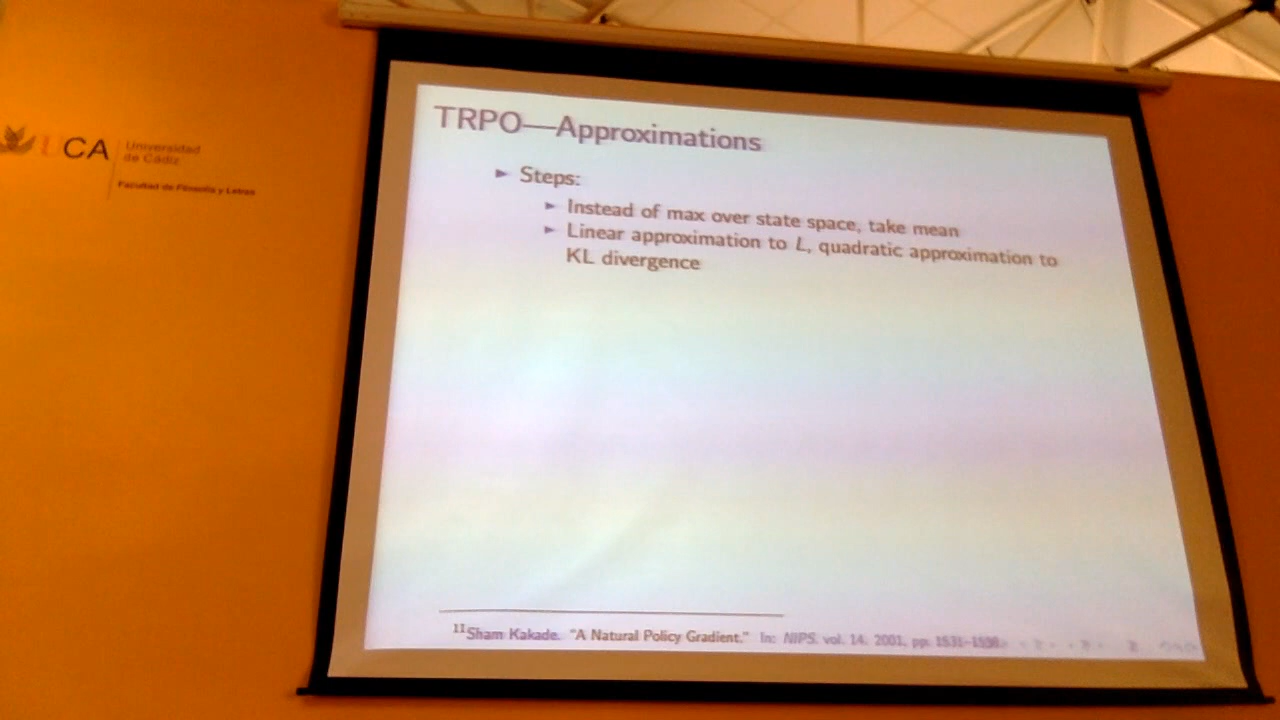 UCA
Universidad
de Cádiz
Facultad de Filosofía y Letras
TRPO—Approximations
Steps:
Instead of max over state space, take mean
Linear approximation to L, quadratic approximation to
KL divergence
11 Sham Kakade. "A Natural Policy Gradient." In: NIPS. vol. 14. 2001, pp. 1531–1538.